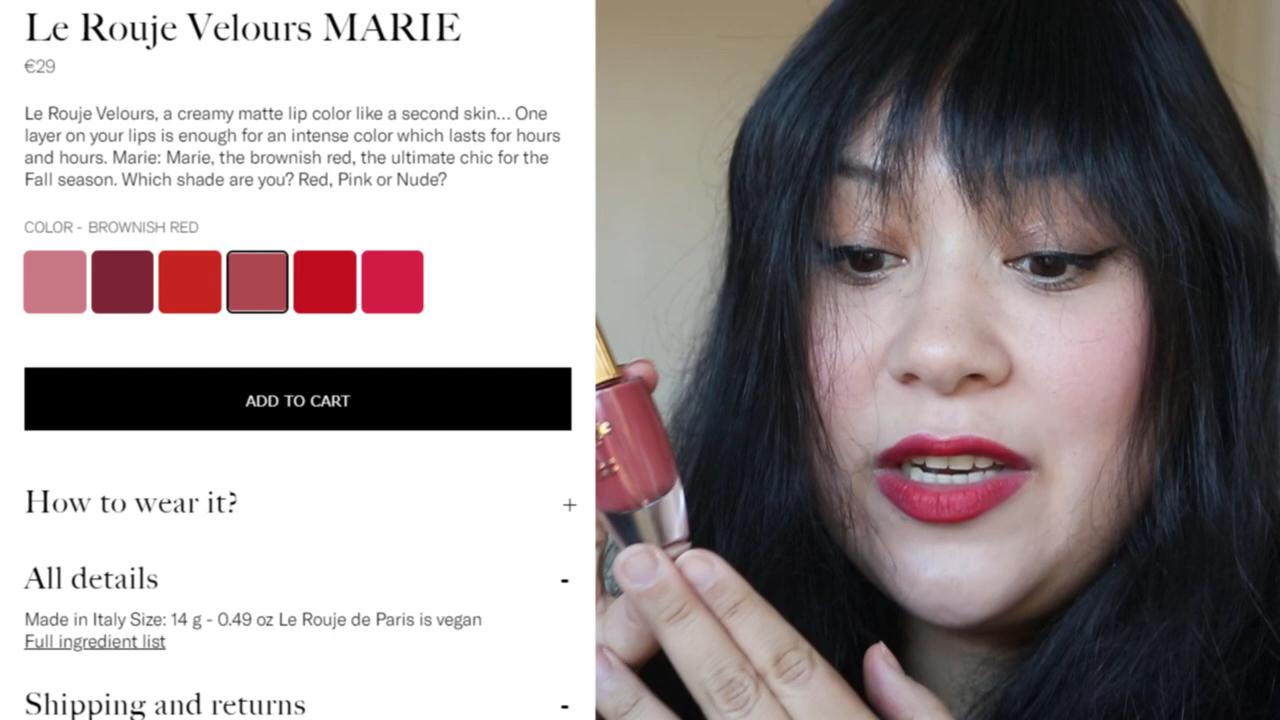 Le Rouje Velours MARIE
€29
Le Rouje Velours, a creamy matte lip color like a second skin... One
layer on your lips is enough for an intense color which lasts for hours
and hours. Marie: Marie, the brownish red, the ultimate chic for the
Fall season. Which shade are you? Red, Pink or Nude?
COLOR - BROWNISH RED
ADD TO CART
How to wear it? +
All details -
Made in Italy Size: 14 g - 0.49 oz Le Rouje de Paris is vegan
Full ingredient list
Shipping and returns -